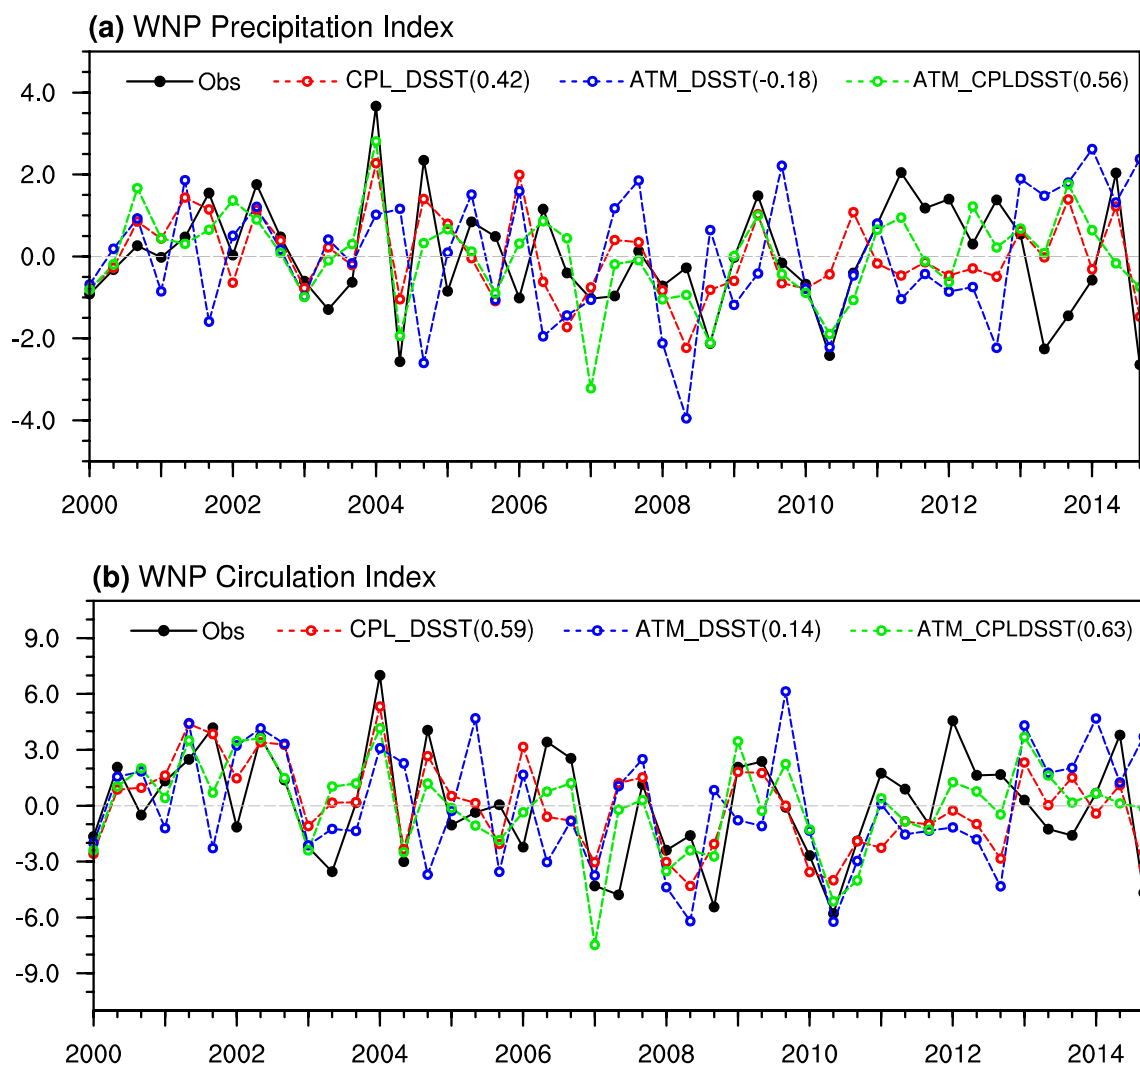 (a) WNP Precipitation Index
Obs CPL_DSST(0.42) ATM_DSST(-0.18) ATM_CPLDSST(0.56)
4.0
2.0
0.0
-2.0
-4.0
2000 2002 2004 2006 2008 2010 2012 2014
(b) WNP Circulation Index
Obs CPL_DSST(0.59) ATM_DSST(0.14) ATM_CPLDSST(0.63)
9.0
6.0
3.0
0.0
-3.0
-6.0
-9.0
2000 2002 2004 2006 2008 2010 2012 2014